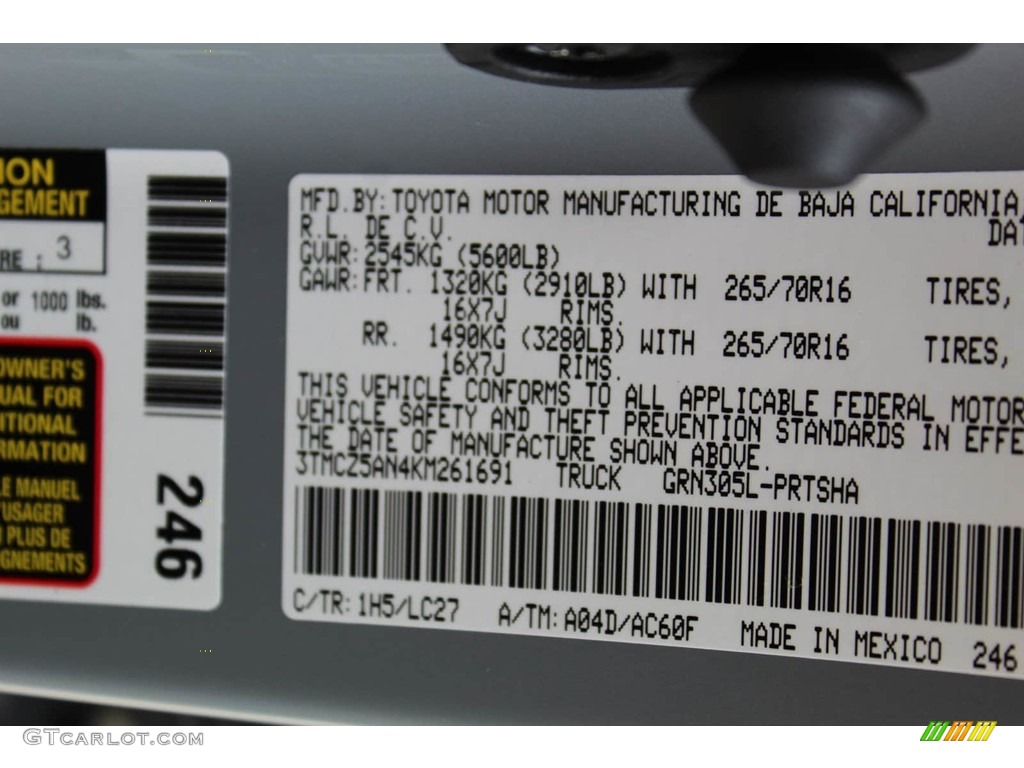 ION
GEMENT
RE : 3
or 1000 lbs.
ou lb.
OWNER'S
UAL FOR
ITIONAL
RMATION
LE MANUEL
'USAGER
PLUS DE
GNEMENTS
246
MFD.BY:TOYOTA MOTOR MANUFACTURING DE BAJA CALIFORNIA,
R.L. DE C.V.
DAT
GVWR:2545KG (5600LB)
GAWR:FRT. 1320KG (2910LB) WITH 265/70R16 TIRES,
16X7J RIMS.
RR. 1490KG (3280LB) WITH 265/70R16 TIRES,
16X7J RIMS.
THIS VEHICLE CONFORMS TO ALL APPLICABLE FEDERAL MOTOR
VEHICLE SAFETY AND THEFT PREVENTION STANDARDS IN EFFE
THE DATE OF MANUFACTURE SHOWN ABOVE.
3TMCZ5AN4KM261691 TRUCK GRN305L-PRTSHA
C/TR:1H5/LC27 A/TM:A04D/AC60F MADE IN MEXICO 246
GTCARLOT.COM